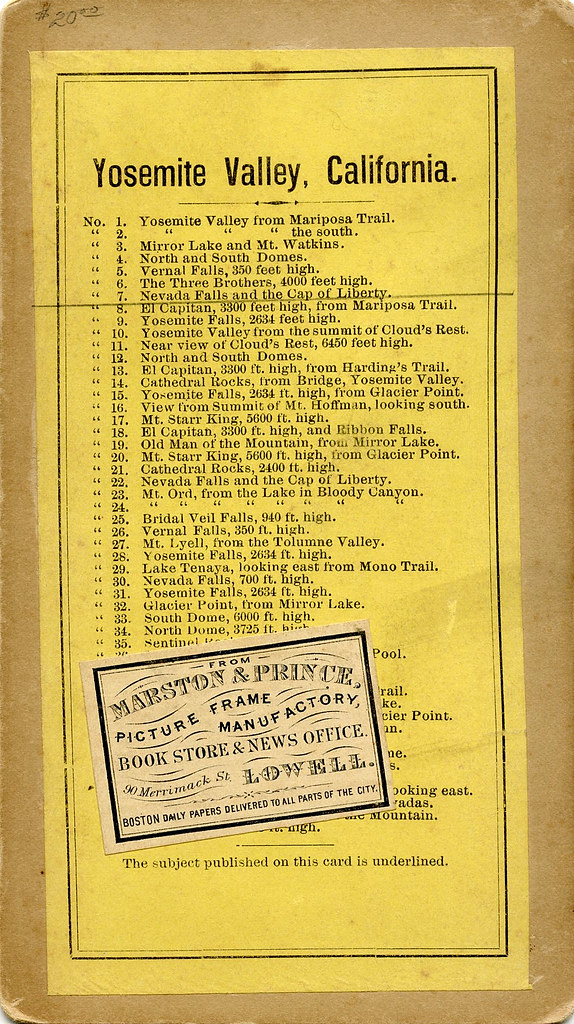 $20 00
Yosemite Valley, California.
No. 1. Yosemite Valley from Mariposa Trail.
“ 2. “ “ “ the south.
“ 3. Mirror Lake and Mt. Watkins.
“ 4. North and South Domes.
“ 5. Vernal Falls, 350 feet high.
“ 6. The Three Brothers, 4000 feet high.
“ 7. Nevada Falls and the Cap of Liberty.
“ 8. El Capitan, 3300 feet high, from Mariposa Trail.
“ 9. Yosemite Falls, 2634 feet high.
“ 10. Yosemite Valley from the summit of Cloud's Rest.
“ 11. Near view of Cloud's Rest, 6450 feet high.
“ 12. North and South Domes.
“ 13. El Capitan, 3300 ft. high, from Harding's Trail.
“ 14. Cathedral Rocks, from Bridge, Yosemite Valley.
“ 15. Yosemite Falls, 2634 ft. high, from Glacier Point.
“ 16. View from Summit of Mt. Hoffman, looking south.
“ 17. Mt. Starr King, 5600 ft. high.
“ 18. El Capitan, 3300 ft. high, and Ribbon Falls.
“ 19. Old Man of the Mountain, from Mirror Lake.
“ 20. Mt. Starr King, 5600 ft. high, from Glacier Point.
“ 21. Cathedral Rocks, 2400 ft. high.
“ 22. Nevada Falls and the Cap of Liberty.
“ 23. Mt. Ord, from the Lake in Bloody Canyon.
“ 24. “ “ “ “ “ “ “
“ 25. Bridal Veil Falls, 940 ft. high.
“ 26. Vernal Falls, 350 ft. high.
“ 27. Mt. Lyell, from the Tolumne Valley.
“ 28. Yosemite Falls, 2634 ft. high.
“ 29. Lake Tenaya, looking east from Mono Trail.
“ 30. Nevada Falls, 700 ft. high.
“ 31. Yosemite Falls, 2634 ft. high.
“ 32. Glacier Point, from Mirror Lake.
“ 33. South Dome, 6000 ft. high.
“ 34. North Dome, 3725 ft. high.
“ 35. Sentinel
Pool.
FROM
MARSTON & PRINCE,
PICTURE FRAME
MANUFACTORY,
BOOK STORE & NEWS OFFICE.
90 Merrimack St. LOWELL.
BOSTON DAILY PAPERS DELIVERED TO ALL PARTS OF THE CITY.
cier Point.
ooking east.
Mountain.
ft. high.
The subject published on this card is underlined.